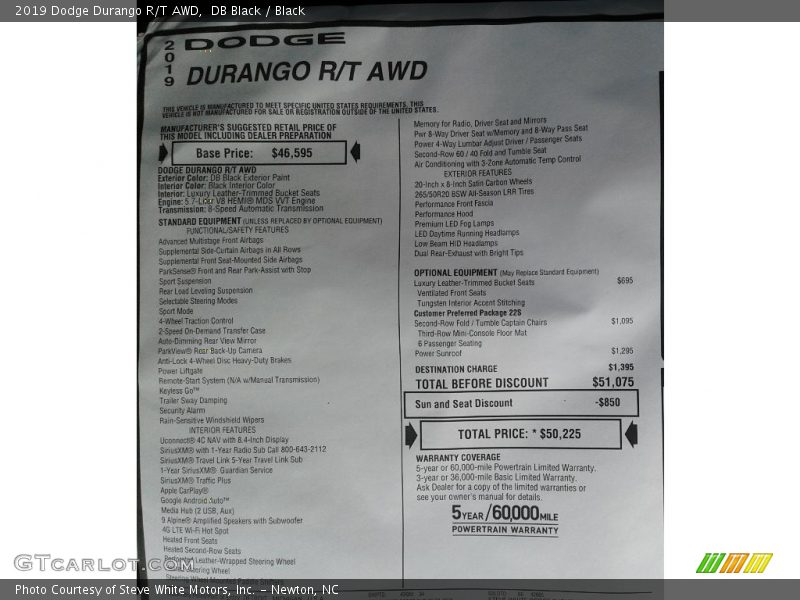 2019 Dodge Durango R/T AWD, DB Black / Black
2019
DODGE
DURANGO R/T AWD
THIS VEHICLE IS MANUFACTURED TO MEET SPECIFIC UNITED STATES REQUIREMENTS. THIS
VEHICLE IS NOT MANUFACTURED FOR SALE OR REGISTRATION OUTSIDE OF THE UNITED STATES.
MANUFACTURER'S SUGGESTED RETAIL PRICE OF
THIS MODEL INCLUDING DEALER PREPARATION
Base Price: $46,595
DODGE DURANGO R/T AWD
Exterior Color: DB Black Exterior Paint
Interior Color: Black Interior Color
Interior: Luxury Leather-Trimmed Bucket Seats
Engine: 5.7-Liter V8 HEMI® MDS VVT Engine
Transmission: 8-Speed Automatic Transmission
STANDARD EQUIPMENT (UNLESS REPLACED BY OPTIONAL EQUIPMENT)
FUNCTIONAL/SAFETY FEATURES
Advanced Multistage Front Airbags
Supplemental Side-Curtain Airbags in All Rows
Supplemental Front Seat-Mounted Side Airbags
ParkSense® Front and Rear Park-Assist with Stop
Sport Suspension
Rear Load Leveling Suspension
Selectable Steering Modes
Sport Mode
4-Wheel Traction Control
2-Speed On-Demand Transfer Case
Auto-Dimming Rear View Mirror
ParkView® Rear Back-Up Camera
Anti-Lock 4-Wheel Disc Heavy-Duty Brakes
Power Liftgate
Remote-Start System (N/A w/Manual Transmission)
Keyless Go™
Trailer Sway Damping
Security Alarm
Rain-Sensitive Windshield Wipers
INTERIOR FEATURES
Uconnect® 4C NAV with 8.4-Inch Display
SiriusXM® with 1-Year Radio Sub Call 800-643-2112
SiriusXM® Travel Link 5-Year Travel Link Sub
1-Year SiriusXM® Guardian Service
SiriusXM® Traffic Plus
Apple CarPlay®
Google Android Auto™
Media Hub (2 USB, Aux)
9 Alpine® Amplified Speakers with Subwoofer
4G LTE Wi-Fi Hot Spot
Heated Front Seats
Heated Second-Row Seats
Leather-Wrapped Steering Wheel
Steering Wheel
Memory for Radio, Driver Seat and Mirrors
Pwr 8-Way Driver Seat w/Memory and 8-Way Pass Seat
Power 4-Way Lumbar Adjust Driver / Passenger Seats
Second-Row 60 / 40 Fold and Tumble Seat
Air Conditioning with 3-Zone Automatic Temp Control
EXTERIOR FEATURES
20-Inch x 8-Inch Satin Carbon Wheels
265/50R20 BSW All-Season LRR Tires
Performance Front Fascia
Performance Hood
Premium LED Fog Lamps
LED Daytime Running Headlamps
Low Beam HID Headlamps
Dual Rear-Exhaust with Bright Tips
OPTIONAL EQUIPMENT (May Replace Standard Equipment)
Luxury Leather-Trimmed Bucket Seats $695
Ventilated Front Seats
Tungsten Interior Accent Stitching
Customer Preferred Package 22S
Second-Row Fold / Tumble Captain Chairs $1,095
Third-Row Mini-Console Floor Mat
6 Passenger Seating
Power Sunroof $1,295
DESTINATION CHARGE $1,395
TOTAL BEFORE DISCOUNT $51,075
Sun and Seat Discount -$850
TOTAL PRICE: * $50,225
WARRANTY COVERAGE
5-year or 60,000-mile Powertrain Limited Warranty.
3-year or 36,000-mile Basic Limited Warranty.
Ask Dealer for a copy of the limited warranties or
see your owner's manual for details.
5YEAR/60,000MILE
POWERTRAIN WARRANTY
GTCarLot.com
Photo Courtesy of Steve White Motors, Inc. – Newton, NC